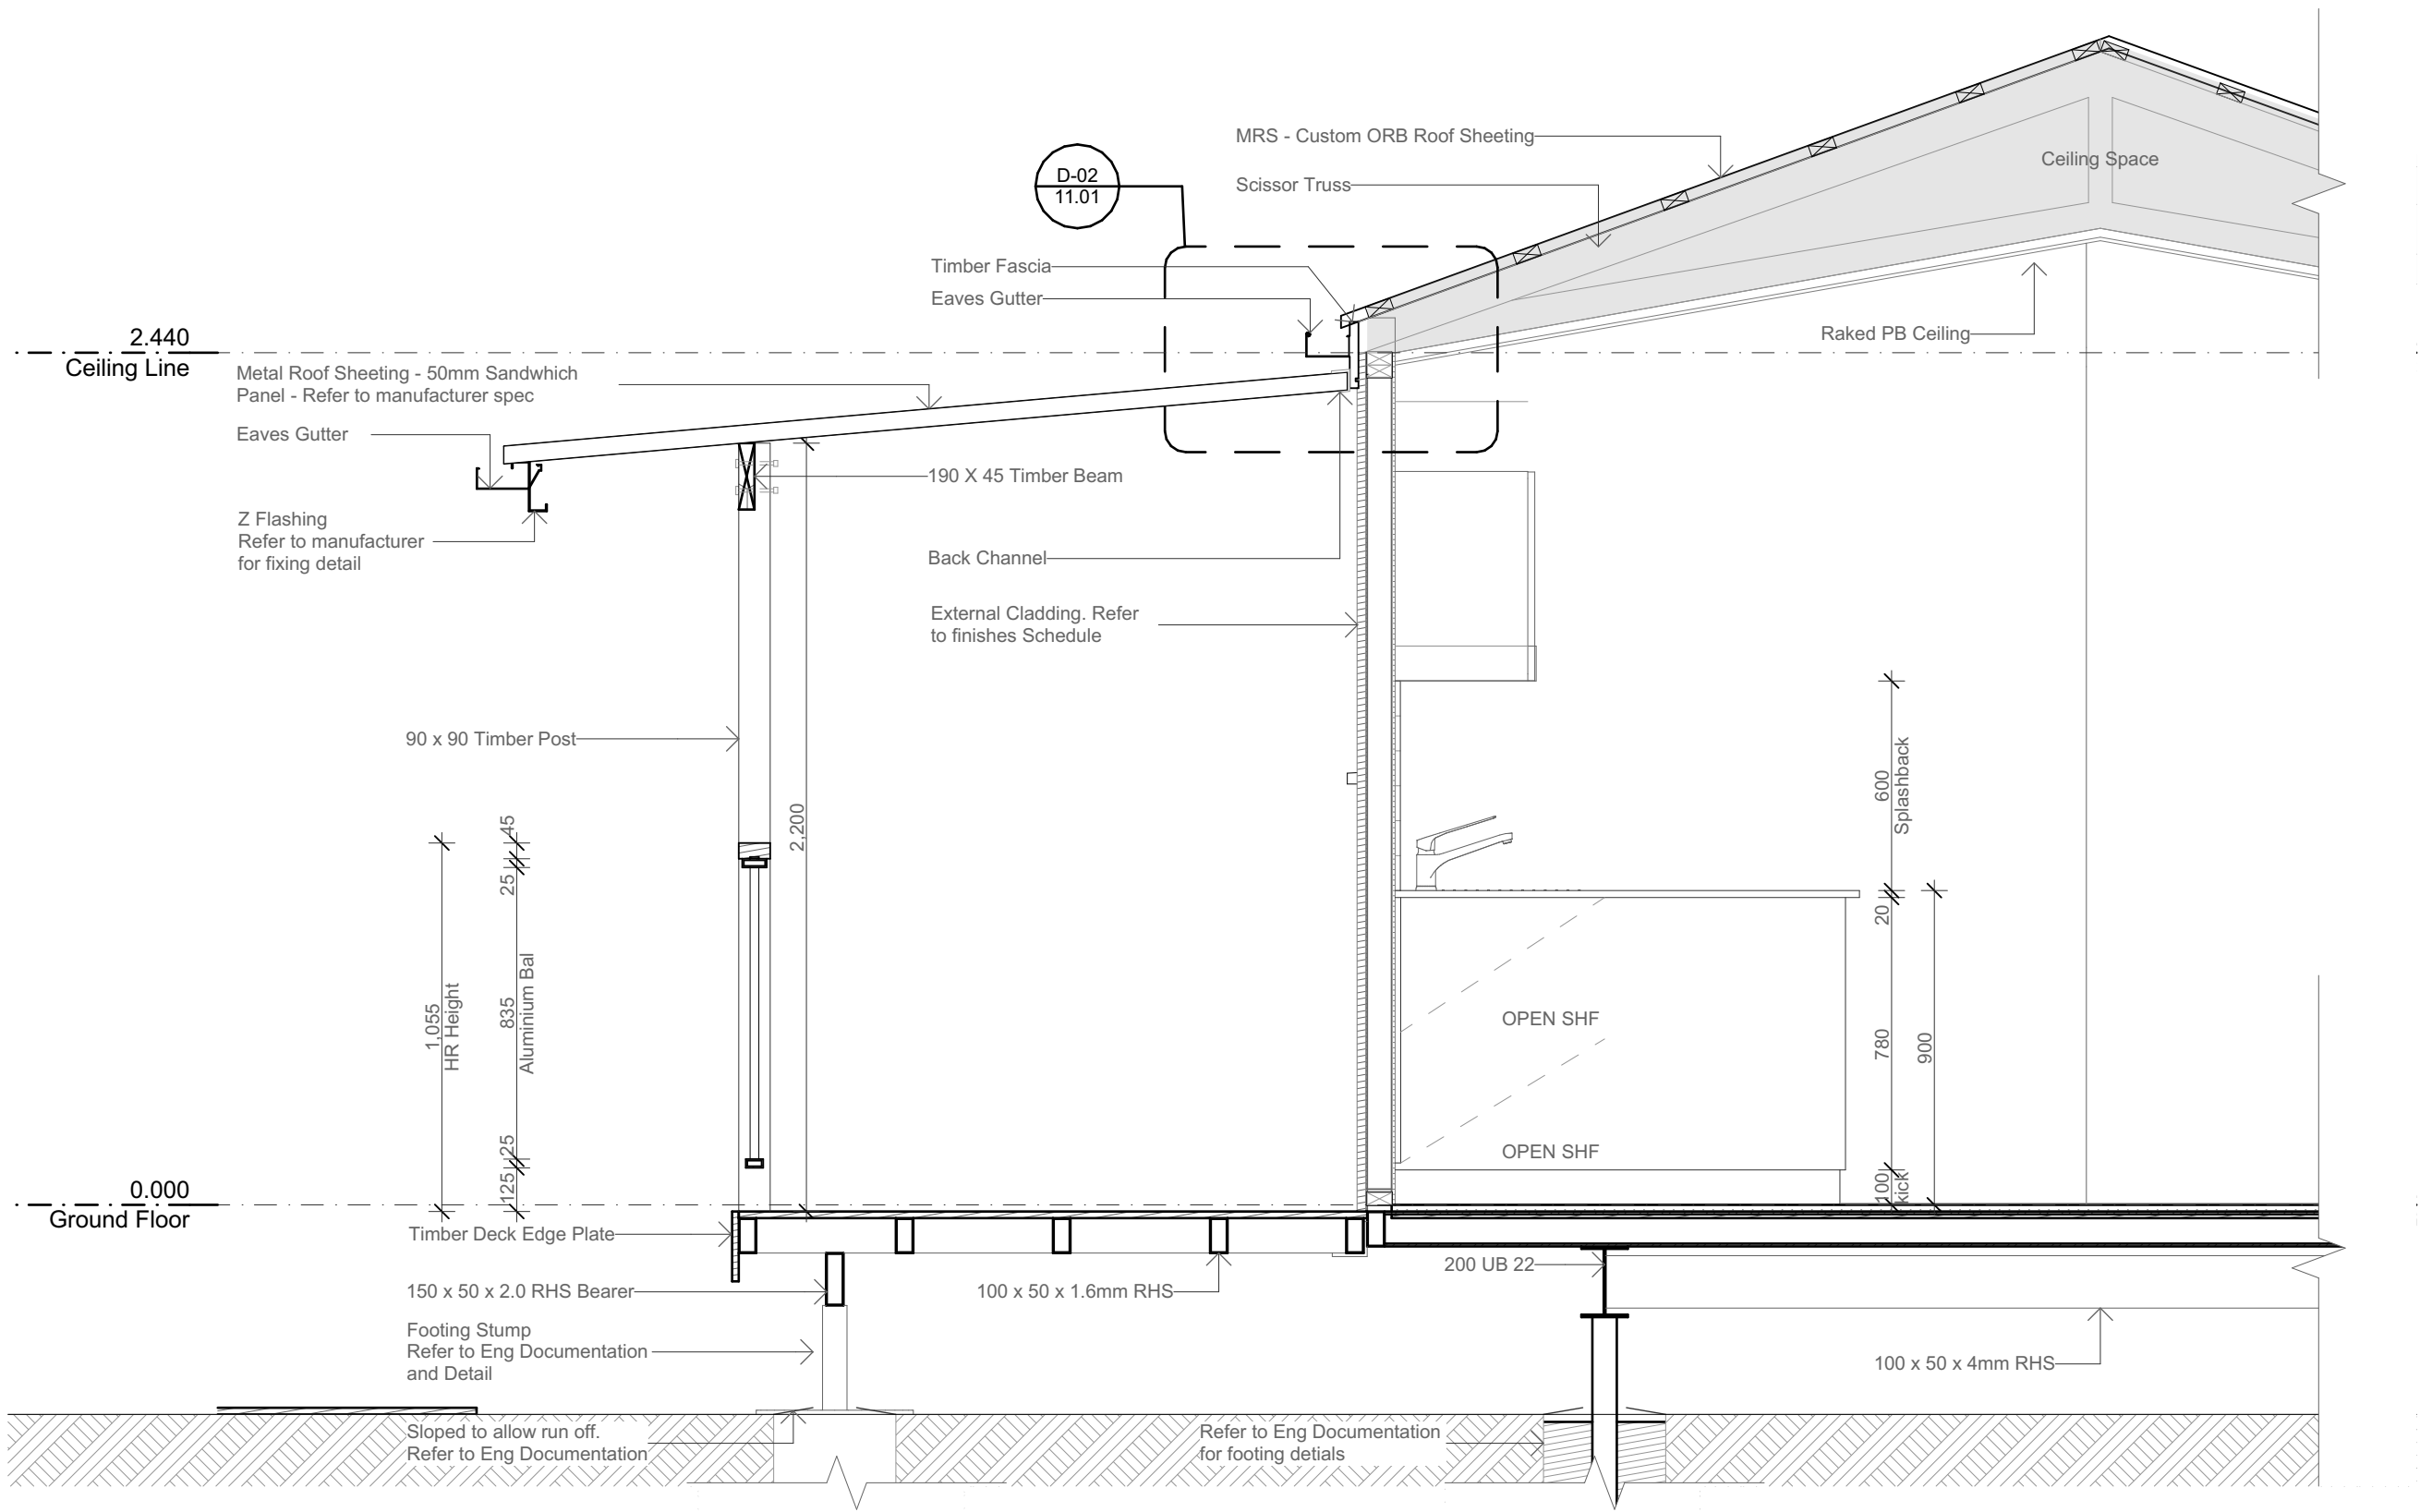 D-02
11.01
MRS - Custom ORB Roof Sheeting
Scissor Truss
Ceiling Space
Timber Fascia
Eaves Gutter
Raked PB Ceiling
2.440
Ceiling Line
Metal Roof Sheeting - 50mm Sandwhich
Panel - Refer to manufacturer spec
Eaves Gutter
190 X 45 Timber Beam
Z Flashing
Refer to manufacturer
for fixing detail
Back Channel
External Cladding. Refer
to finishes Schedule
90 x 90 Timber Post
2,200
600
Splashback
45
25
835
Aluminium Bal
25
125
1,055
HR Height
20
780
900
100
kick
OPEN SHF
OPEN SHF
0.000
Ground Floor
Timber Deck Edge Plate
150 x 50 x 2.0 RHS Bearer
100 x 50 x 1.6mm RHS
200 UB 22
Footing Stump
Refer to Eng Documentation
and Detail
100 x 50 x 4mm RHS
Sloped to allow run off.
Refer to Eng Documentation
Refer to Eng Documentation
for footing detials